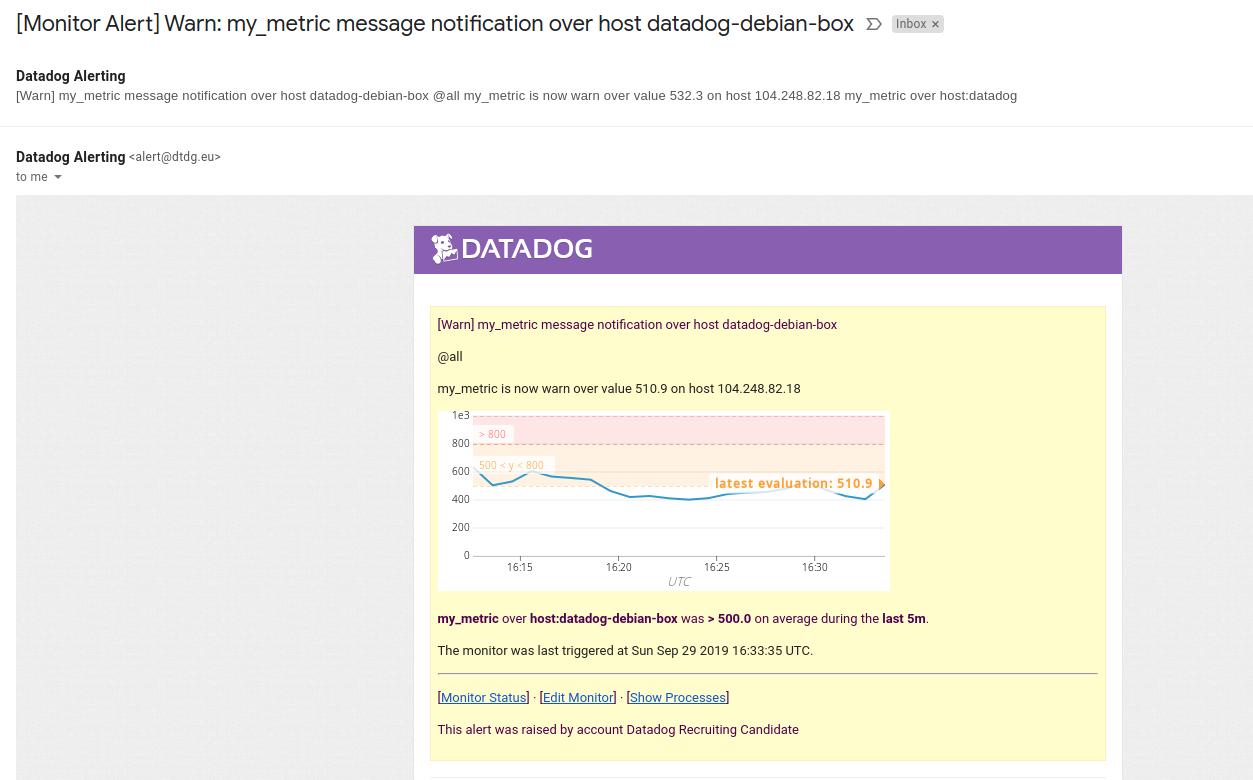 [Monitor Alert] Warn: my_metric message notification over host datadog-debian-box Inbox ×
Datadog Alerting
[Warn] my_metric message notification over host datadog-debian-box @all my_metric is now warn over value 532.3 on host 104.248.82.18 my_metric over host:datadog
Datadog Alerting <alert@dtdg.eu>
to me
DATADOG
[Warn] my_metric message notification over host datadog-debian-box
@all
my_metric is now warn over value 510.9 on host 104.248.82.18
1e3
> 800
800
500 < y < 800
600
latest evaluation: 510.9
400
200
0
16:15 16:20 16:25 16:30
UTC
my_metric over host:datadog-debian-box was > 500.0 on average during the last 5m.
The monitor was last triggered at Sun Sep 29 2019 16:33:35 UTC.
[Monitor Status] · [Edit Monitor] · [Show Processes]
This alert was raised by account Datadog Recruiting Candidate